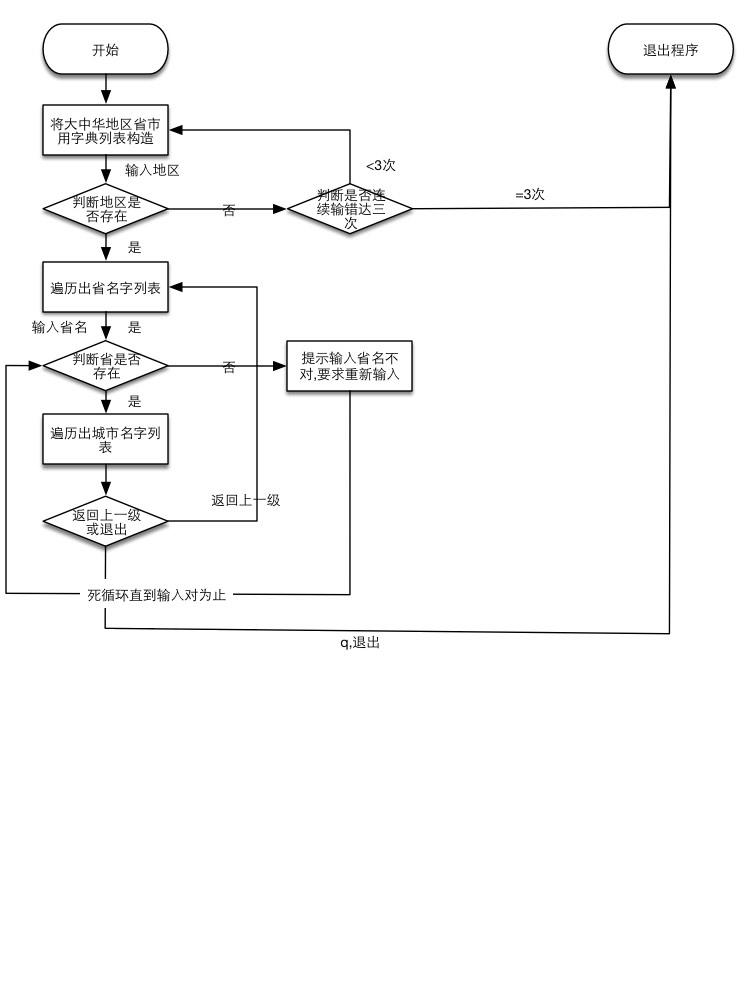 开始
退出程序
将大中华地区省市
用字典列表构造
<3次
输入地区
判断地区是
否存在
否
判断是否连
续输错达三
次
=3次
是
遍历出省名字列表
输入省名
是
判断省是否
存在
否
提示输入省名不
对,要求重新输入
是
遍历出城市名字列
表
返回上一级
返回上一级
或退出
死循环直到输入对为止
q,退出